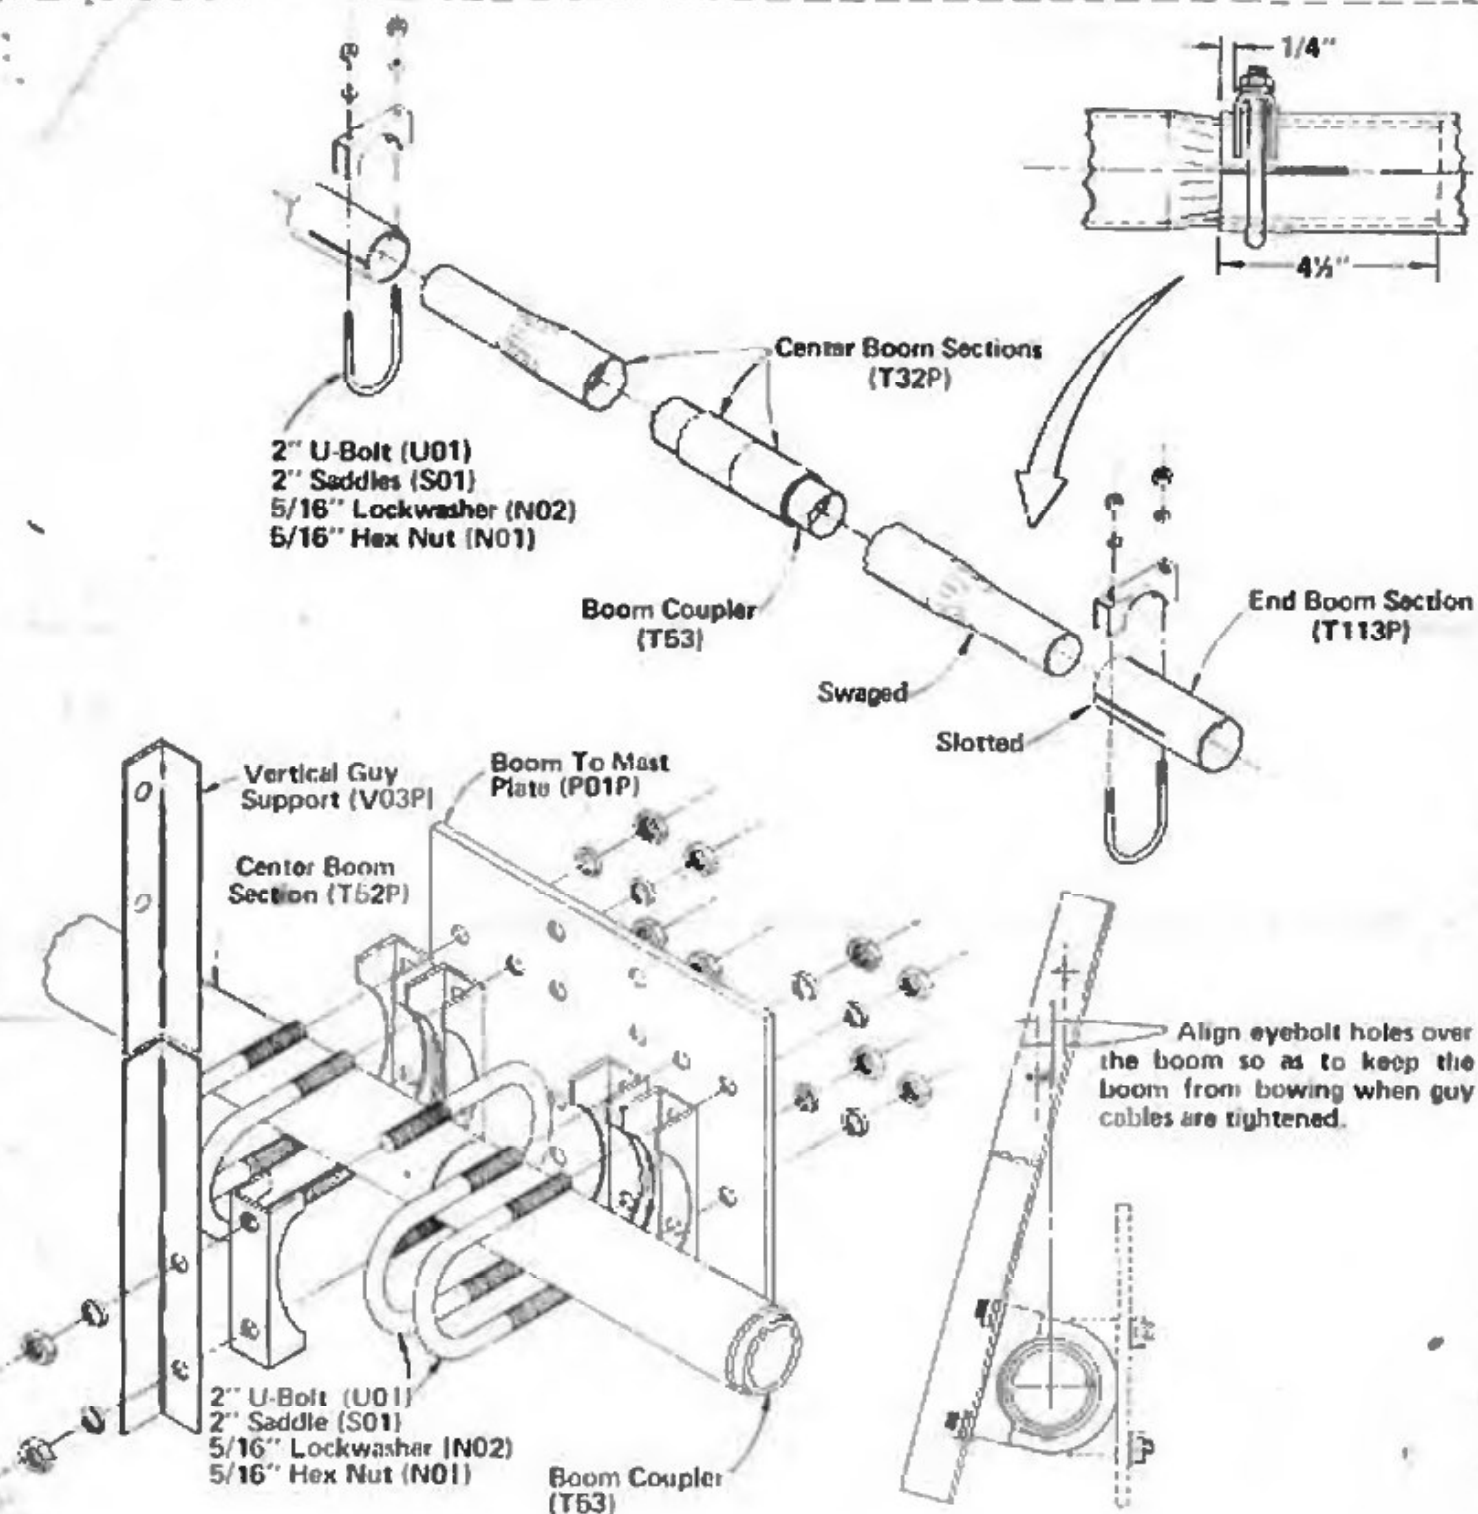 1/4"
4½"
Center Boom Sections
(T32P)
2" U-Bolt (U01)
2" Saddles (S01)
5/16" Lockwasher (N02)
5/16" Hex Nut (N01)
Boom Coupler
(T53)
End Boom Section
(T113P)
Swaged
Slotted
Vertical Guy
Support (V03P)
Boom To Mast
Plate (P01P)
Center Boom
Section (T52P)
Align eyebolt holes over
the boom so as to keep the
boom from bowing when guy
cables are tightened.
2" U-Bolt (U01)
2" Saddle (S01)
5/16" Lockwasher (N02)
5/16" Hex Nut (N01)
Boom Coupler
(T53)